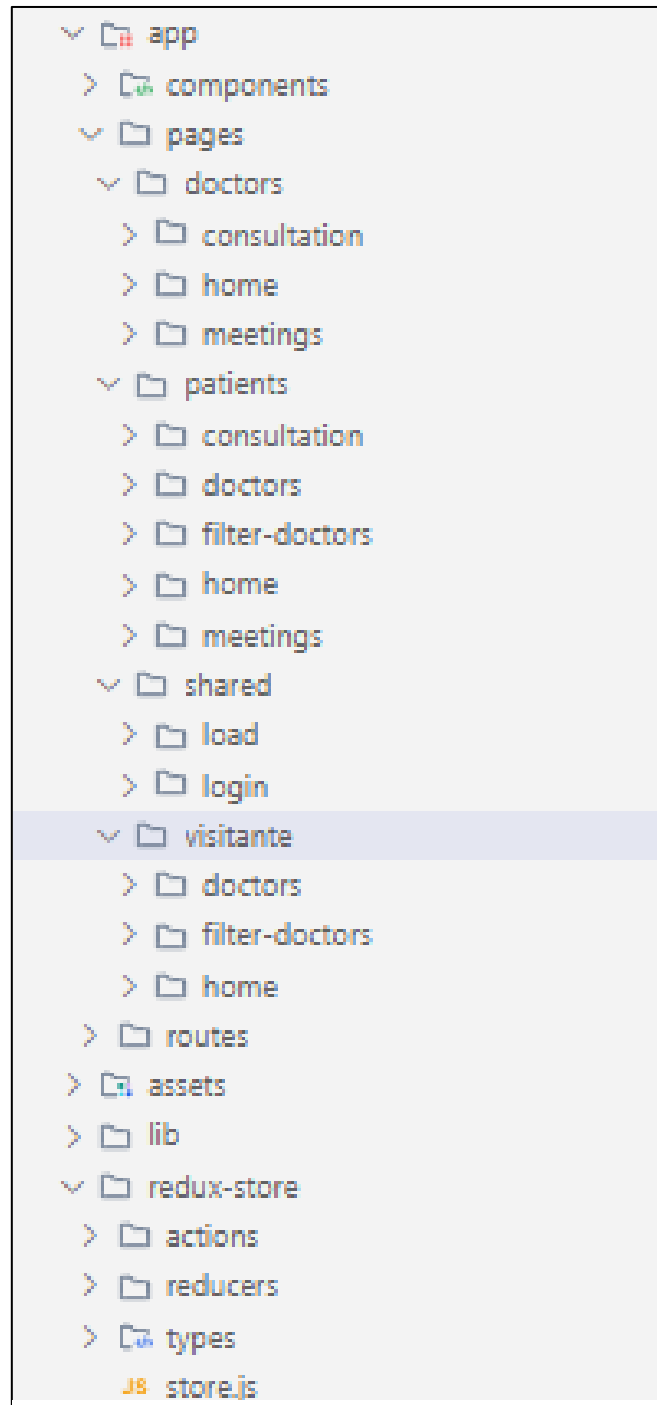 app
components
pages
doctors
consultation
home
meetings
patients
consultation
doctors
filter-doctors
home
meetings
shared
load
login
visitante
doctors
filter-doctors
home
routes
assets
lib
redux-store
actions
reducers
types
JS store.js